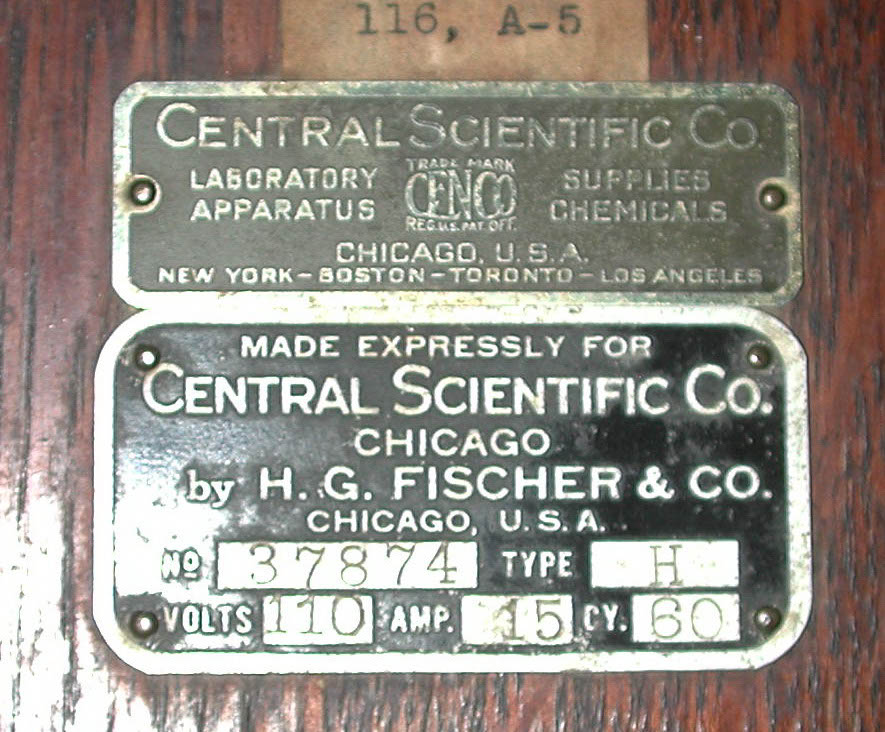 116, A-5
CENTRAL SCIENTIFIC CO.
LABORATORY APPARATUS
TRADE MARK
CENCO
REG. U.S. PAT. OFF.
SUPPLIES CHEMICALS
CHICAGO, U.S.A.
NEW YORK - BOSTON - TORONTO - LOS ANGELES
MADE EXPRESSLY FOR
CENTRAL SCIENTIFIC CO.
CHICAGO
by H. G. FISCHER & CO.
CHICAGO, U.S.A.
No 37874 TYPE H
VOLTS 110 AMP. 15 CY. 60